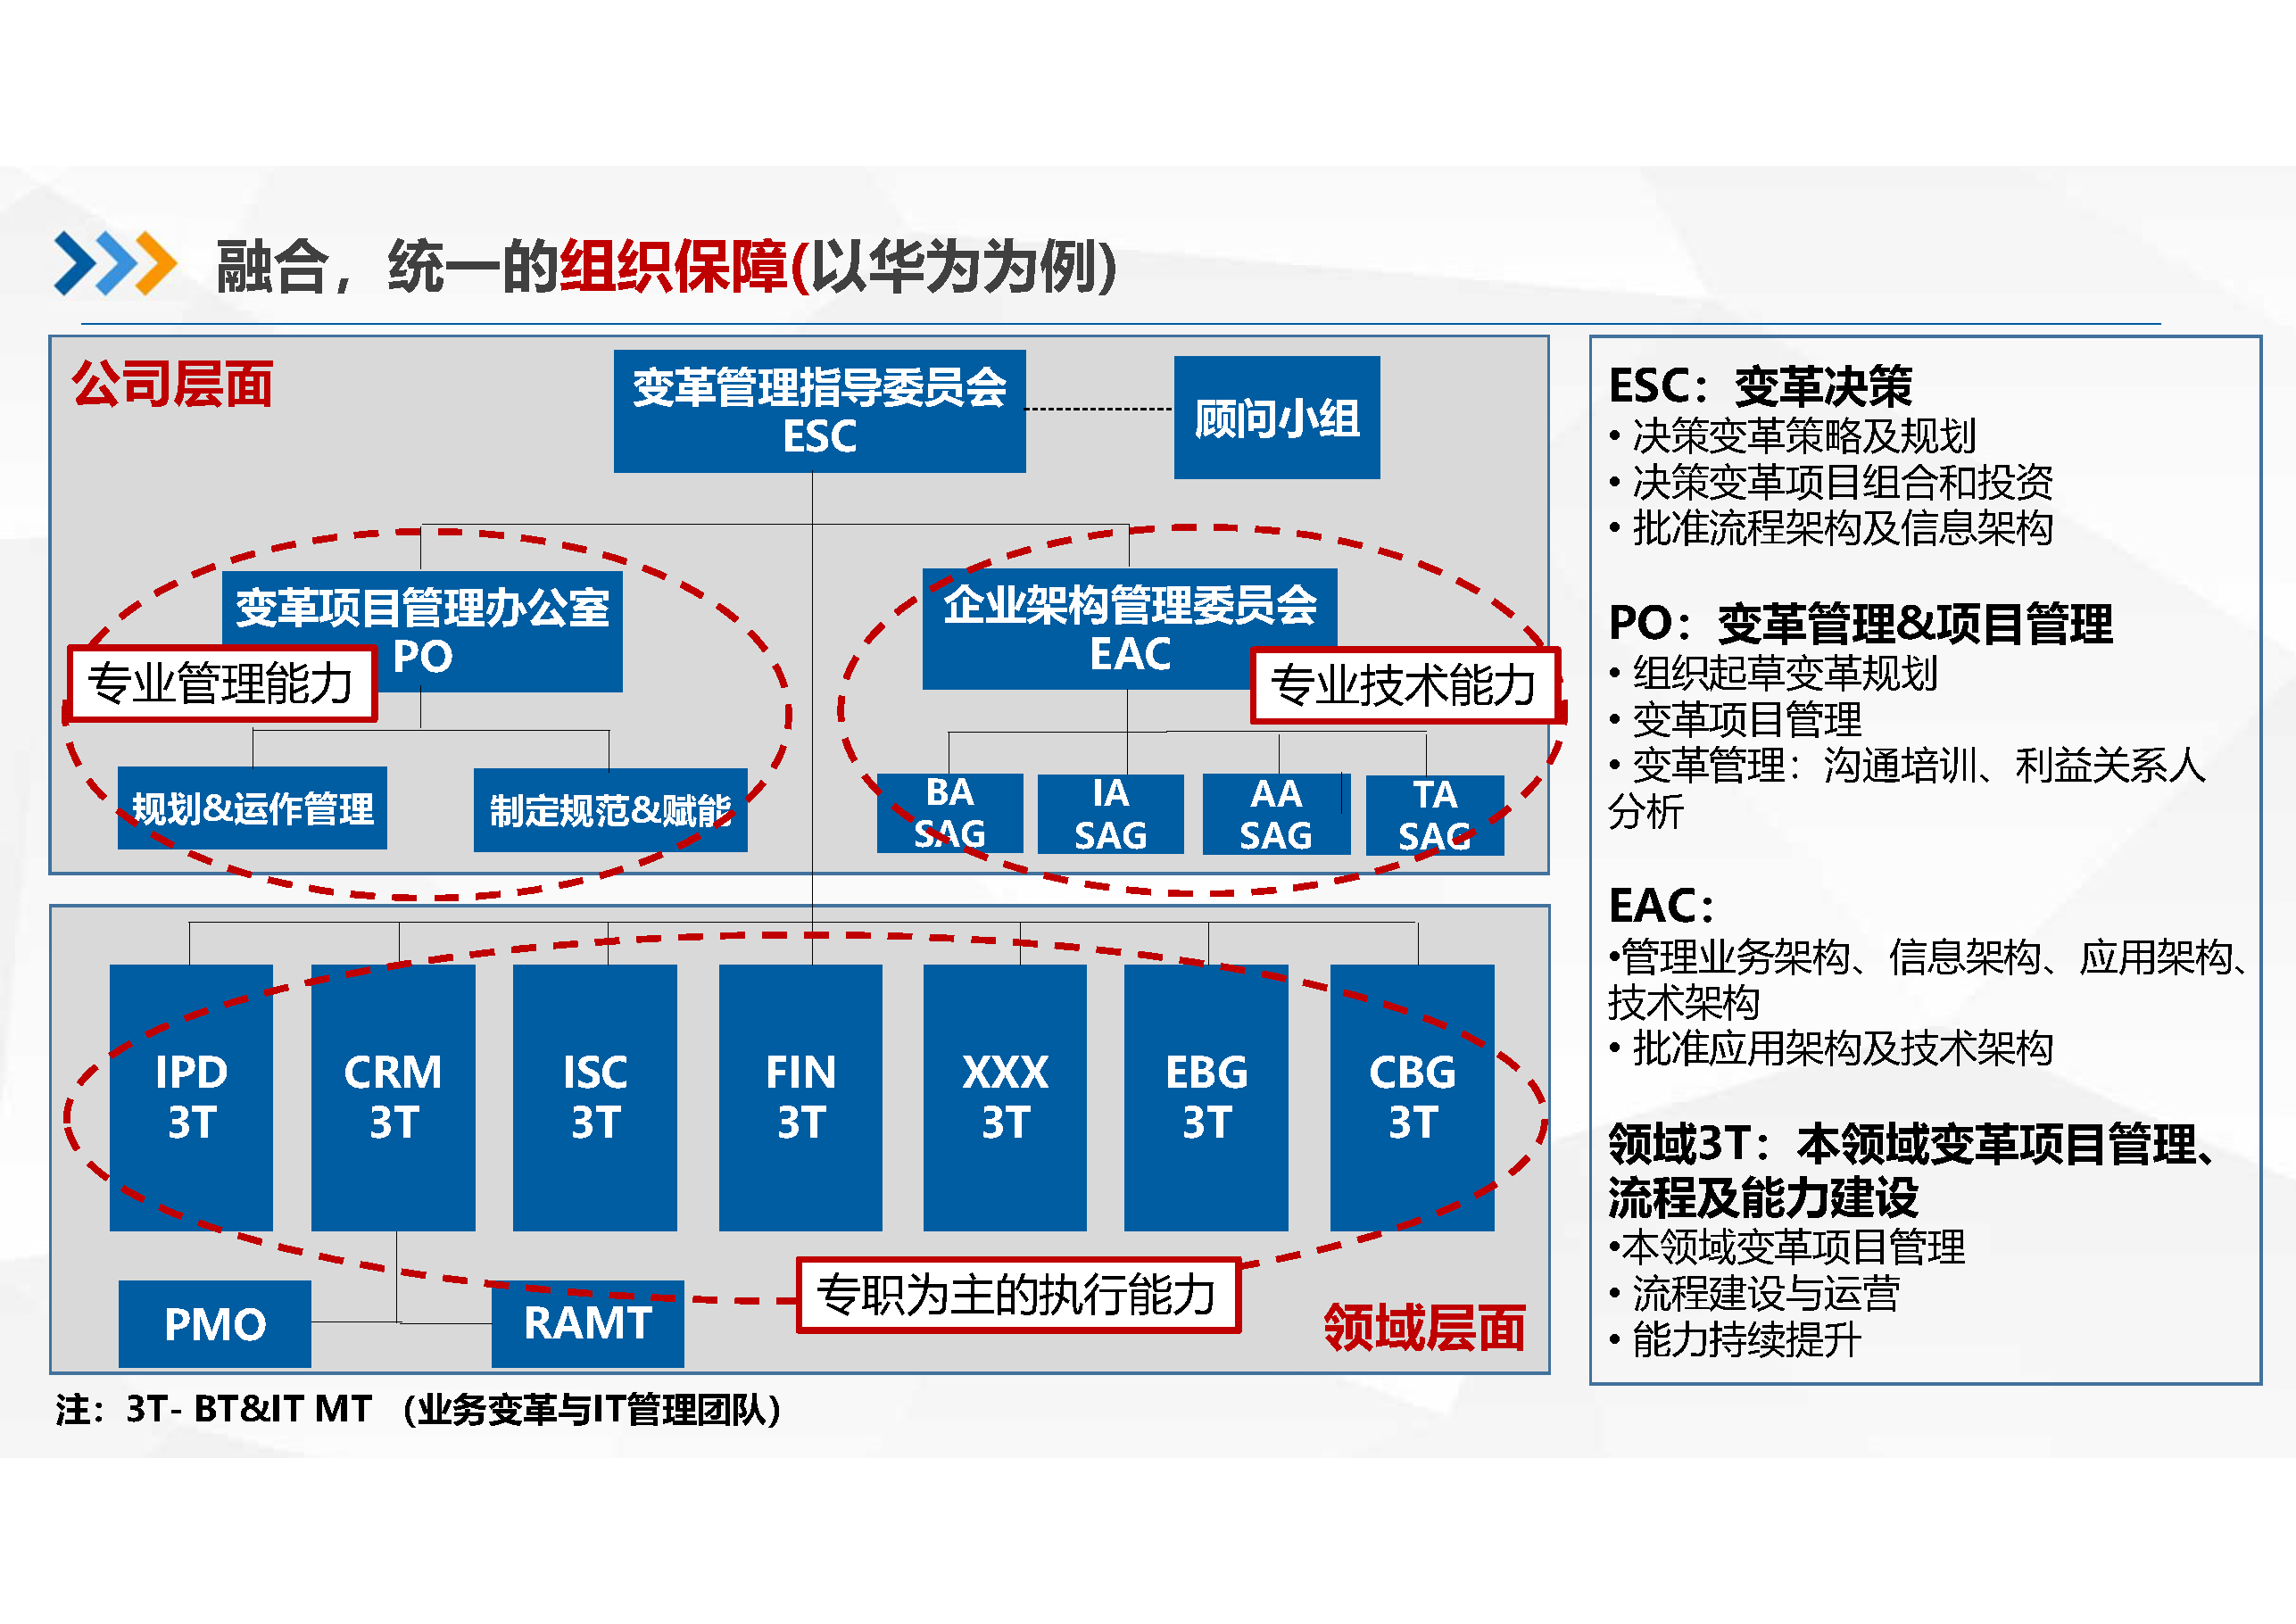 融合，统一的组织保障(以华为为例)
公司层面
变革管理指导委员会
ESC
顾问小组
变革项目管理办公室
PO
专业管理能力
企业架构管理委员会
EAC
专业技术能力
规划&运作管理
制定规范&赋能
BA
SAG
IA
SAG
AA
SAG
TA
SAG
IPD
3T
CRM
3T
ISC
3T
FIN
3T
XXX
3T
EBG
3T
CBG
3T
PMO
RAMT
专职为主的执行能力
领域层面
注：3T- BT&IT MT （业务变革与IT管理团队）
ESC：变革决策
• 决策变革策略及规划
• 决策变革项目组合和投资
• 批准流程架构及信息架构
PO：变革管理&项目管理
• 组织起草变革规划
• 变革项目管理
• 变革管理：沟通培训、利益关系人
分析
EAC：
•管理业务架构、信息架构、应用架构、
技术架构
• 批准应用架构及技术架构
领域3T：本领域变革项目管理、
流程及能力建设
•本领域变革项目管理
• 流程建设与运营
• 能力持续提升